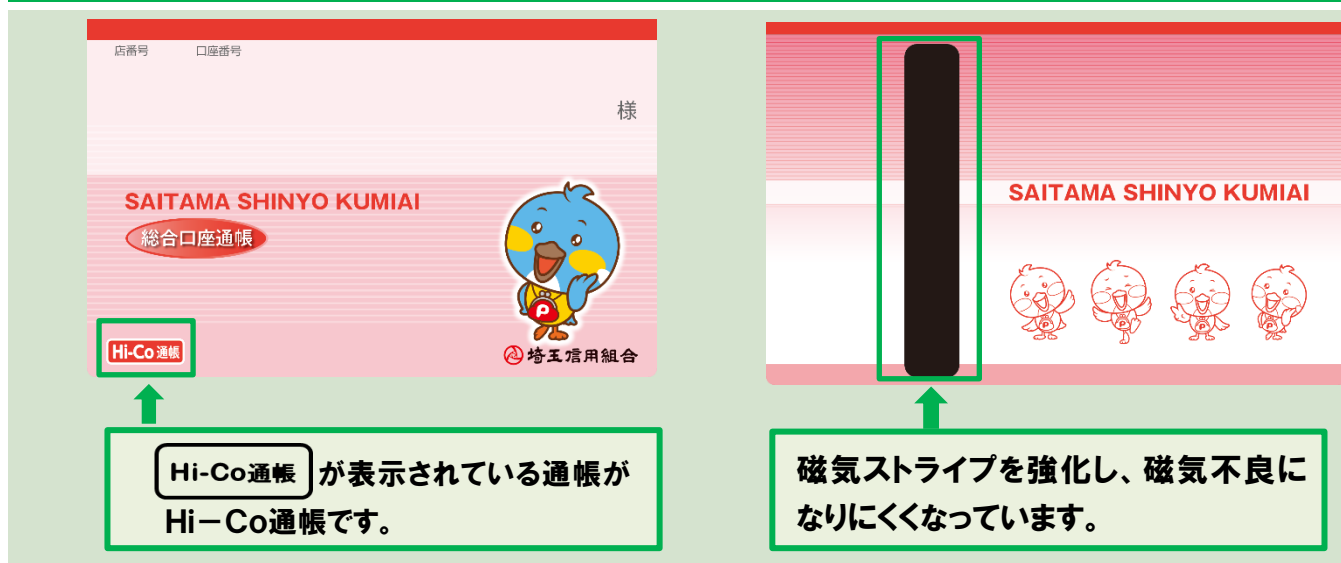 店番号 口座番号
様
SAITAMA SHINYO KUMIAI
総合口座通帳
P
Hi-Co通帳
埼玉信用組合
Hi-Co通帳が表示されている通帳が
Hi－Co通帳です。
SAITAMA SHINYO KUMIAI
P P P P
磁気ストライプを強化し、磁気不良に
なりにくくなっています。